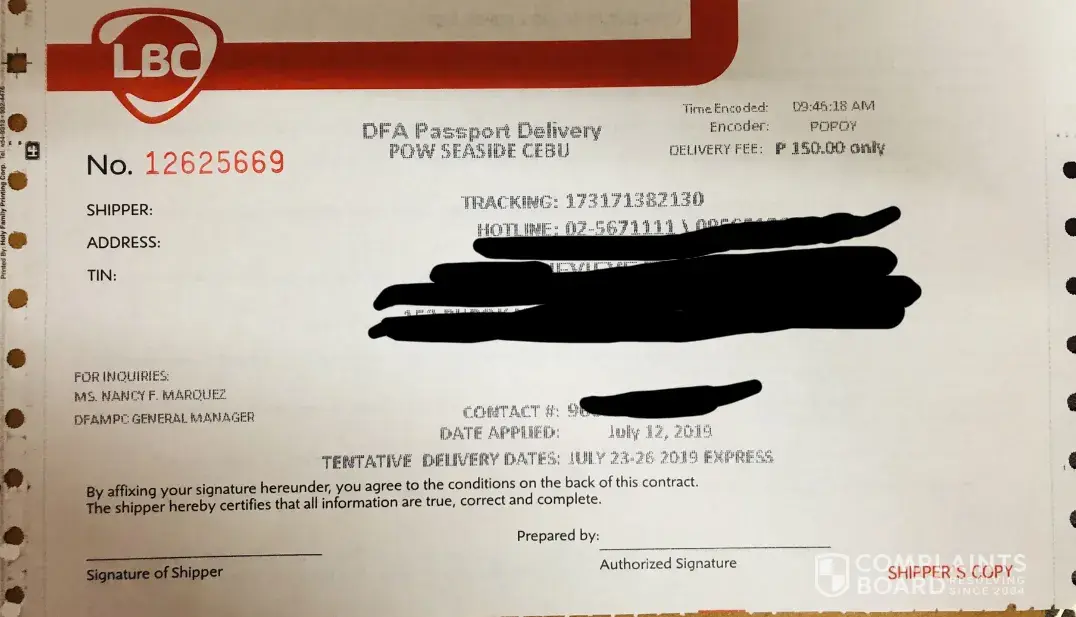 LBC
Time Encoded: 09:46:18 AM
Encoder: POPOY
DELIVERY FEE: ₱ 150.00 only
DFA Passport Delivery
POW SEASIDE CEBU
No. 12625669
TRACKING: 173171382130
SHIPPER:
HOTLINE: 02-5671111 \
ADDRESS:
TIN:
FOR INQUIRIES:
MS. NANCY F. MARQUEZ
DFAMPC GENERAL MANAGER
CONTACT #:
DATE APPLIED: July 12, 2019
TENTATIVE DELIVERY DATES: JULY 23-26 2019 EXPRESS
By affixing your signature hereunder, you agree to the conditions on the back of this contract.
The shipper hereby certifies that all information are true, correct and complete.
Prepared by:
Signature of Shipper
Authorized Signature
SHIPPER'S COPY
COMPLAINTS
BOARD RESOLVING
SINCE 2004